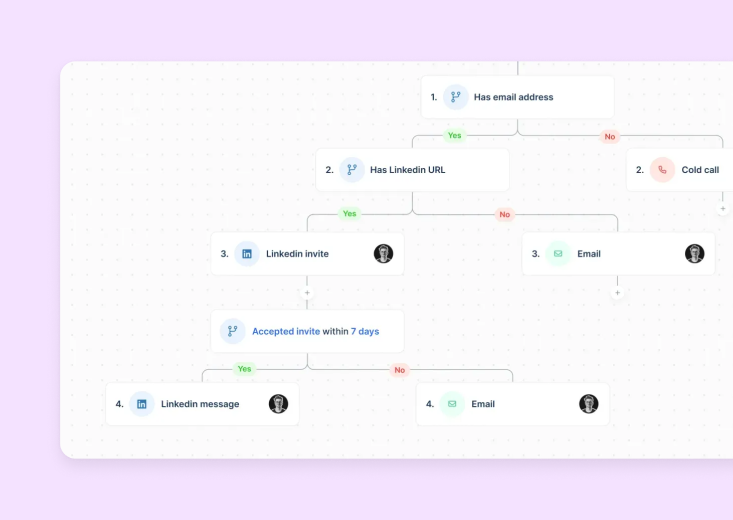 1. Has email address
Yes
No
2. Has Linkedin URL
2. Cold call
Yes
No
3. Linkedin invite
3. Email
Accepted invite within 7 days
Yes
No
4. Linkedin message
4. Email